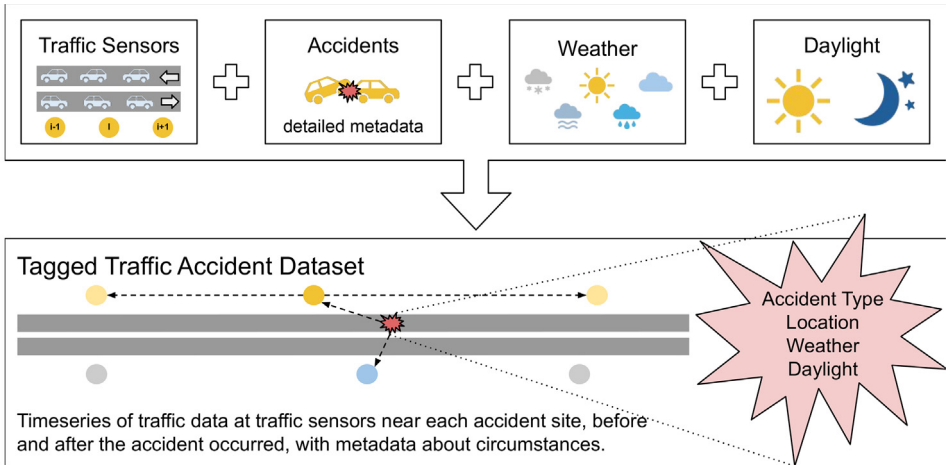 Traffic Sensors
i-1
I
i+1
Accidents
detailed metadata
Weather
Daylight
Tagged Traffic Accident Dataset
Accident Type
Location
Weather
Daylight
Timeseries of traffic data at traffic sensors near each accident site, before
and after the accident occurred, with metadata about circumstances.